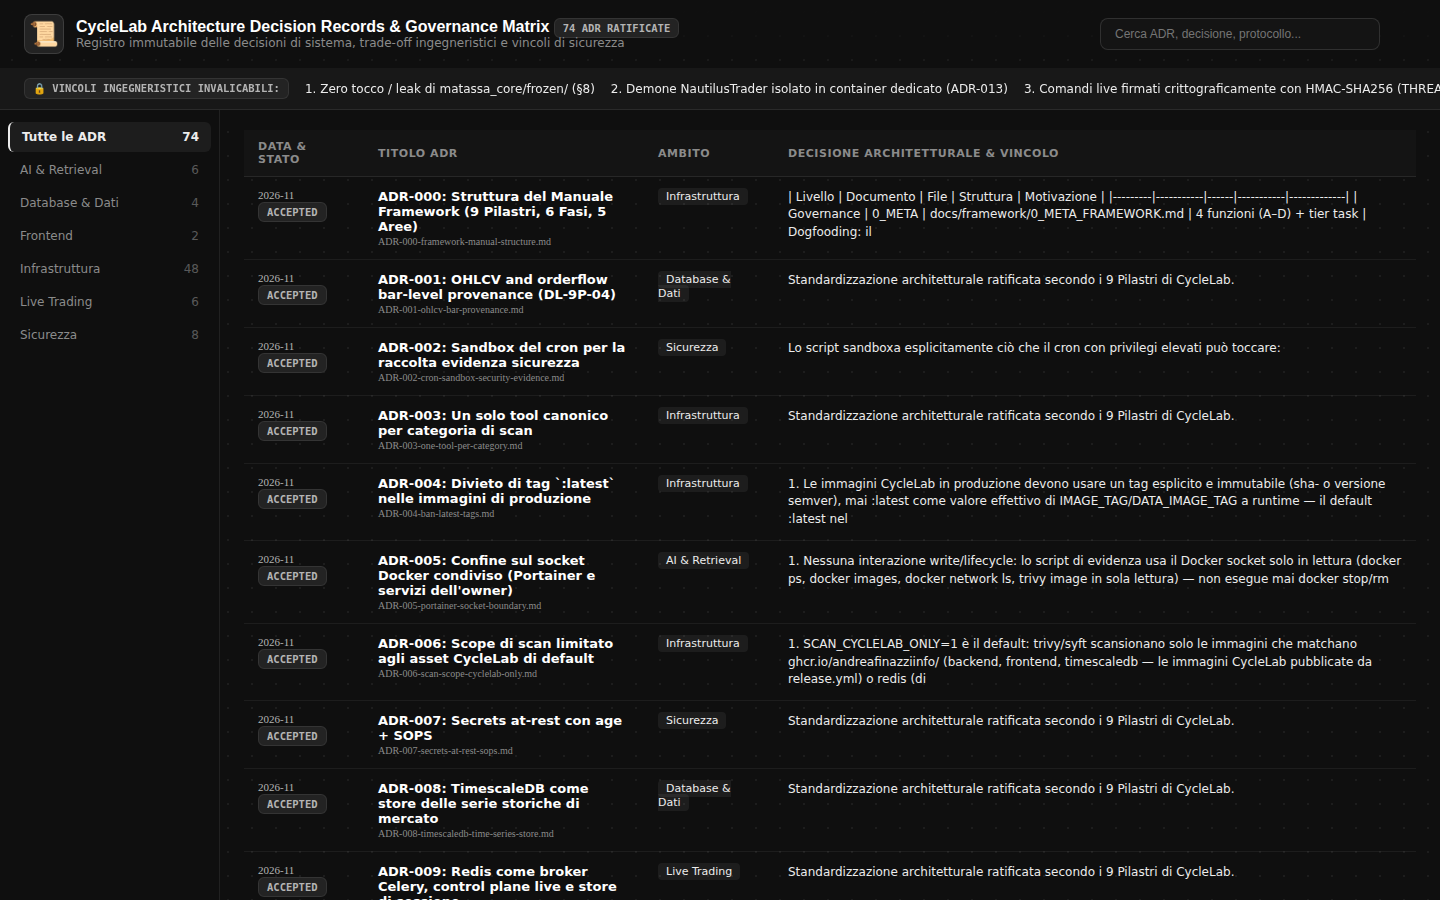 CycleLab Architecture Decision Records & Governance Matrix 74 ADR RATIFICATE
Registro immutabile delle decisioni di sistema, trade-off ingegneristici e vincoli di sicurezza
Cerca ADR, decisione, protocollo...
VINCOLI INGEGNERISTICI INVALICABILI: 1. Zero tocco / leak di matassa_core/frozen/ (§8) 2. Demone NautilusTrader isolato in container dedicato (ADR-013) 3. Comandi live firmati crittograficamente con HMAC-SHA256 (THREA
Tutte le ADR 74
AI & Retrieval 6
Database & Dati 4
Frontend 2
Infrastruttura 48
Live Trading 6
Sicurezza 8
DATA &
STATO
TITOLO ADR
AMBITO
DECISIONE ARCHITETTURALE & VINCOLO
2026-11
ACCEPTED
ADR-000: Struttura del Manuale
Framework (9 Pilastri, 6 Fasi, 5
Aree)
ADR-000-framework-manual-structure.md
Infrastruttura
| Livello | Documento | File | Struttura | Motivazione | |---------|-----------|------|-----------|-------------| |
Governance | 0_META | docs/framework/0_META_FRAMEWORK.md | 4 funzioni (A–D) + tier task |
Dogfooding: il
2026-11
ACCEPTED
ADR-001: OHLCV and orderflow
bar-level provenance (DL-9P-04)
ADR-001-ohlcv-bar-provenance.md
Database &
Dati
Standardizzazione architetturale ratificata secondo i 9 Pilastri di CycleLab.
2026-11
ACCEPTED
ADR-002: Sandbox del cron per la
raccolta evidenza sicurezza
ADR-002-cron-sandbox-security-evidence.md
Sicurezza
Lo script sandboxa esplicitamente ciò che il cron con privilegi elevati può toccare:
2026-11
ACCEPTED
ADR-003: Un solo tool canonico
per categoria di scan
ADR-003-one-tool-per-category.md
Infrastruttura
Standardizzazione architetturale ratificata secondo i 9 Pilastri di CycleLab.
2026-11
ACCEPTED
ADR-004: Divieto di tag `:latest`
nelle immagini di produzione
ADR-004-ban-latest-tags.md
Infrastruttura
1. Le immagini CycleLab in produzione devono usare un tag esplicito e immutabile (sha- o versione
semver), mai :latest come valore effettivo di IMAGE_TAG/DATA_IMAGE_TAG a runtime — il default
:latest nel
2026-11
ACCEPTED
ADR-005: Confine sul socket
Docker condiviso (Portainer e
servizi dell'owner)
ADR-005-portainer-socket-boundary.md
AI & Retrieval
1. Nessuna interazione write/lifecycle: lo script di evidenza usa il Docker socket solo in lettura (docker
ps, docker images, docker network ls, trivy image in sola lettura) — non esegue mai docker stop/rm
2026-11
ACCEPTED
ADR-006: Scope di scan limitato
agli asset CycleLab di default
ADR-006-scan-scope-cyclelab-only.md
Infrastruttura
1. SCAN_CYCLELAB_ONLY=1 è il default: trivy/syft scansionano solo le immagini che matchano
ghcr.io/andreafinazziinfo/ (backend, frontend, timescaledb — le immagini CycleLab pubblicate da
release.yml) o redis (di
2026-11
ACCEPTED
ADR-007: Secrets at-rest con age
+ SOPS
ADR-007-secrets-at-rest-sops.md
Sicurezza
Standardizzazione architetturale ratificata secondo i 9 Pilastri di CycleLab.
2026-11
ACCEPTED
ADR-008: TimescaleDB come
store delle serie storiche di
mercato
ADR-008-timescaledb-time-series-store.md
Database &
Dati
Standardizzazione architetturale ratificata secondo i 9 Pilastri di CycleLab.
2026-11
ACCEPTED
ADR-009: Redis come broker
Celery, control plane live e store
di sessione
Live Trading
Standardizzazione architetturale ratificata secondo i 9 Pilastri di CycleLab.